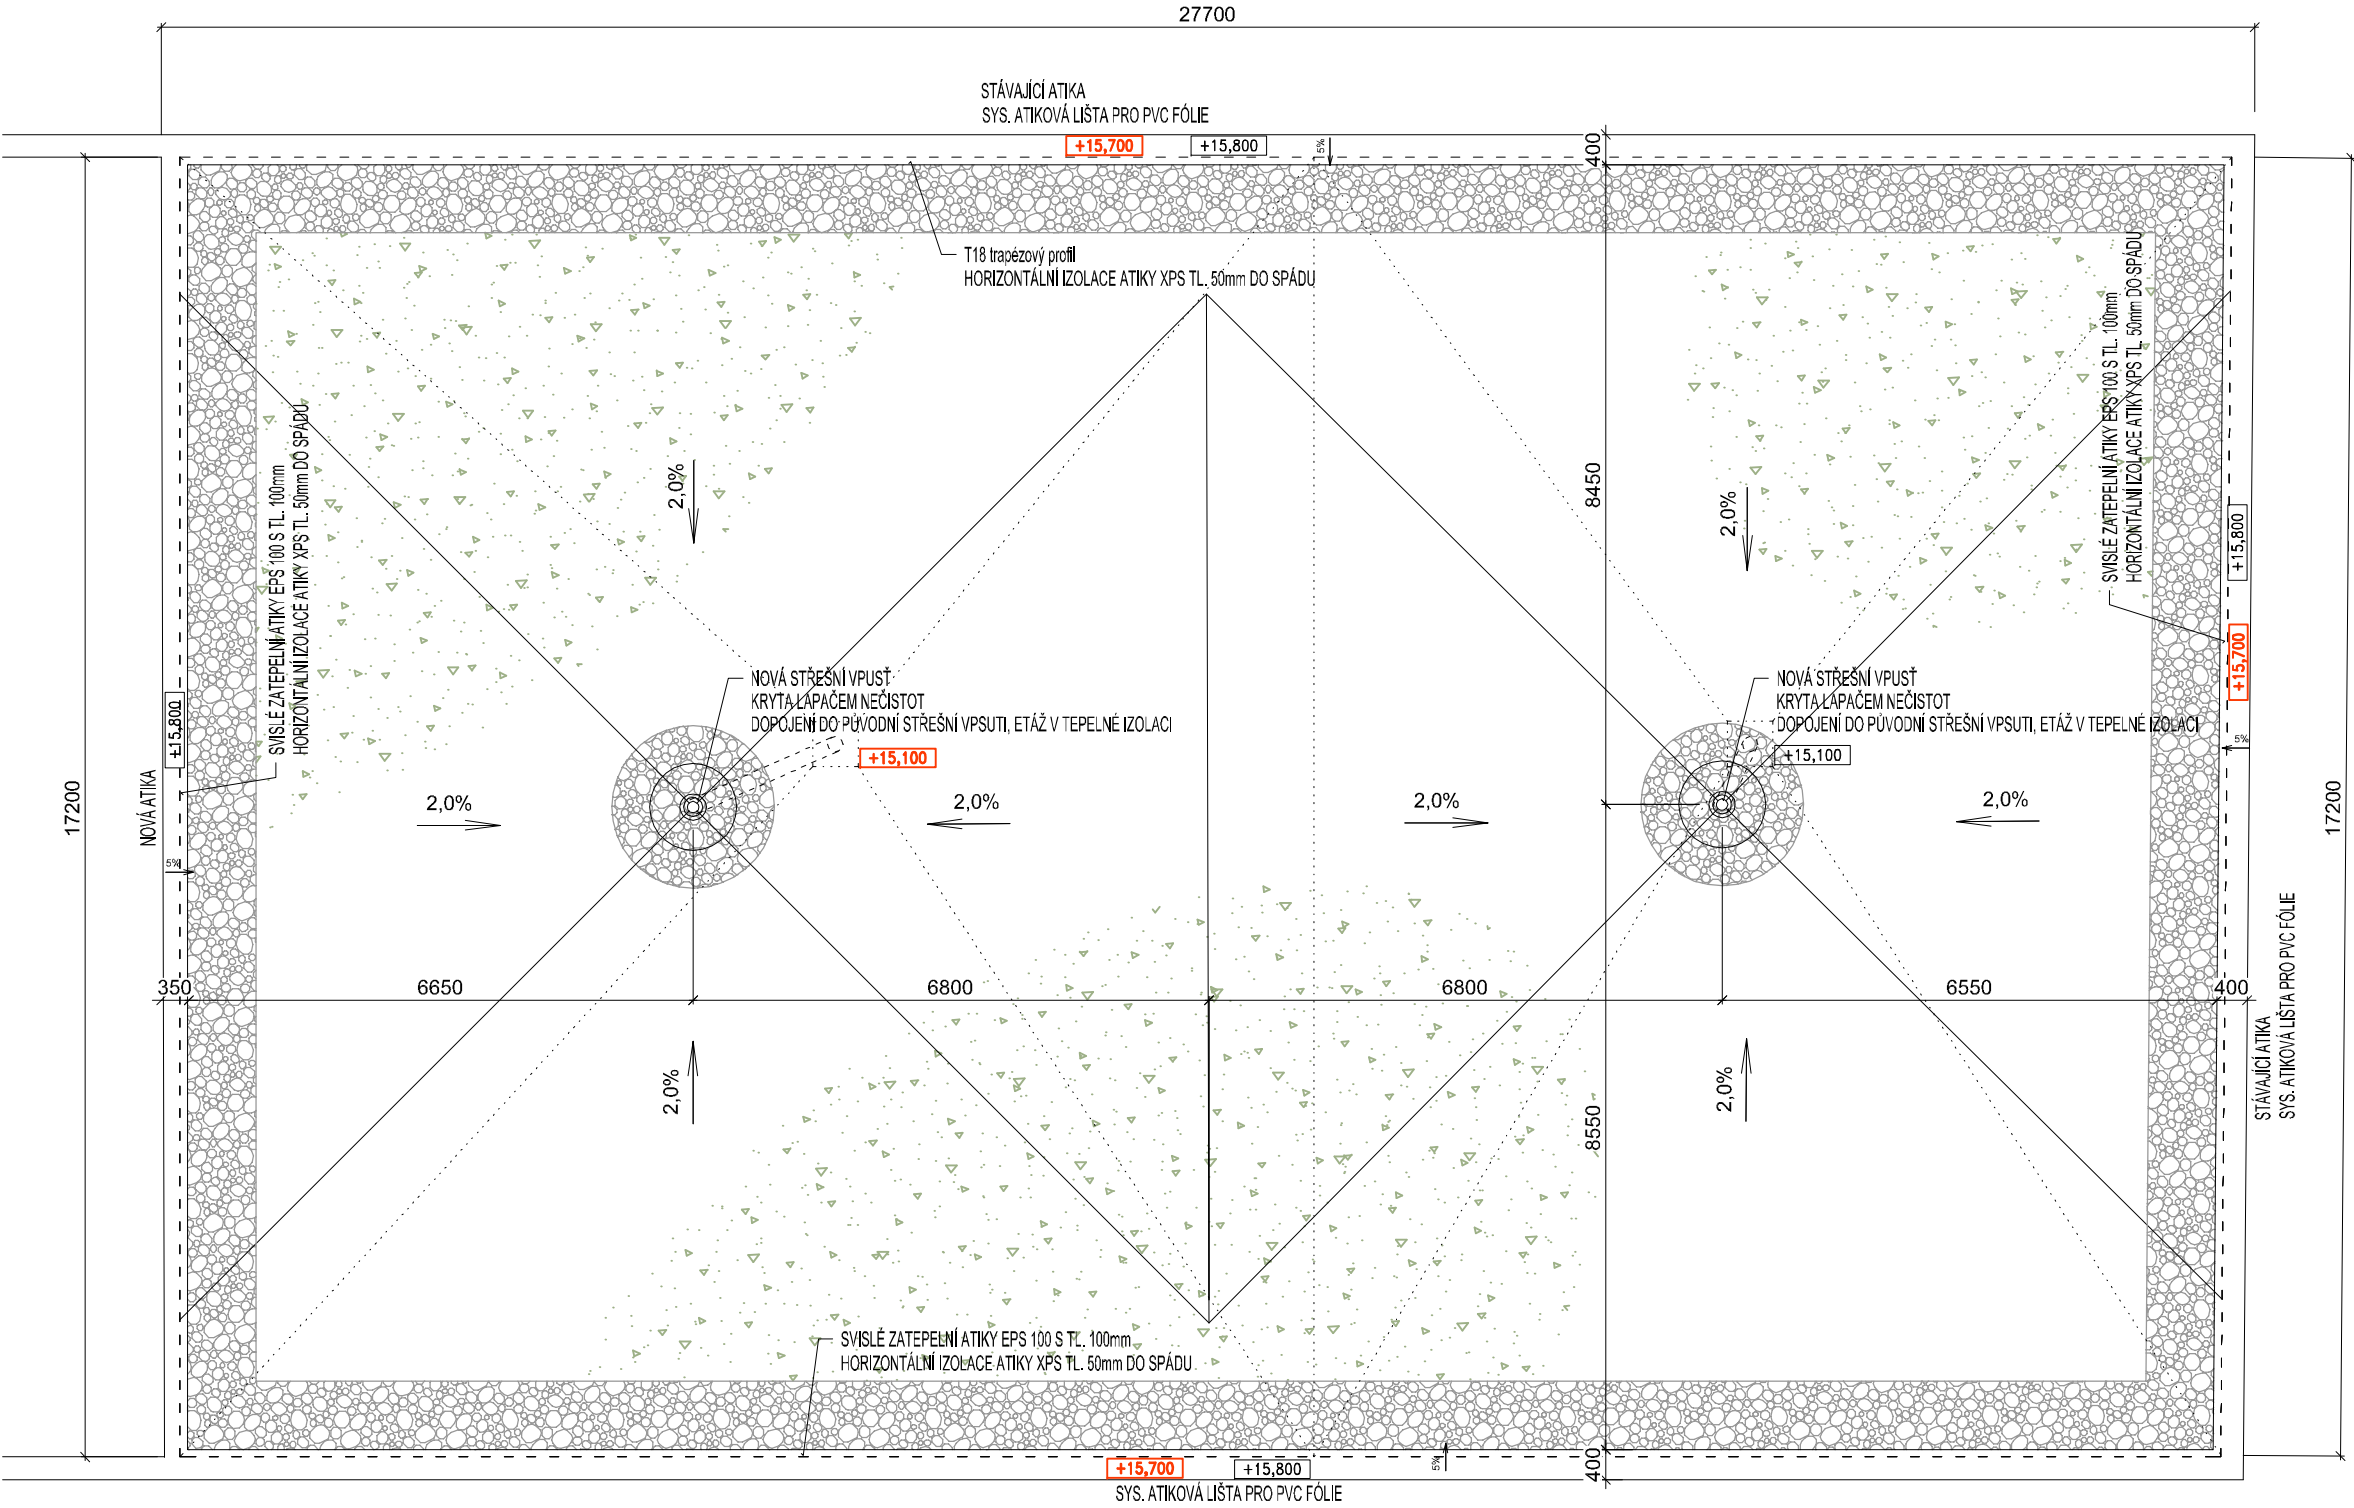 27700
STÁVAJÍCÍ ATIKA
SYS. ATIKOVÁ LIŠTA PRO PVC FÓLIE
+15,700
+15,800
5%
400
T18 trapézový profil
HORIZONTÁLNÍ IZOLACE ATIKY XPS TL. 50mm DO SPÁDU
SVISLÉ ZATEPELNÍ ATIKY EPS 100 S TL. 100mm
HORIZONTÁLNÍ IZOLACE ATIKY XPS TL. 50mm DO SPÁDU
2,0%
8450
2,0%
SVISLÉ ZATEPELNÍ ATIKY EPS 100 S TL. 100mm
HORIZONTÁLNÍ IZOLACE ATIKY XPS TL. 50mm DO SPÁDU
+15,800
+15,700
5%
+15,800
NOVÁ ATIKA
17200
5%
NOVÁ STŘEŠNÍ VPUSŤ
KRYTA LAPAČEM NEČISTOT
DOPOJENÍ DO PŮVODNÍ STŘEŠNÍ VPSUTI, ETÁŽ V TEPELNÉ IZOLACI
+15,100
NOVÁ STŘEŠNÍ VPUSŤ
KRYTA LAPAČEM NEČISTOT
DOPOJENÍ DO PŮVODNÍ STŘEŠNÍ VPSUTI, ETÁŽ V TEPELNÉ IZOLACI
+15,100
2,0%
2,0%
2,0%
2,0%
17200
350
6650
6800
6800
6550
400
2,0%
2,0%
8550
STÁVAJÍCÍ ATIKA
SYS. ATIKOVÁ LIŠTA PRO PVC FÓLIE
SVISLÉ ZATEPELNÍ ATIKY EPS 100 S TL. 100mm
HORIZONTÁLNÍ IZOLACE ATIKY XPS TL. 50mm DO SPÁDU
+15,700
+15,800
5%
400
SYS. ATIKOVÁ LIŠTA PRO PVC FÓLIE